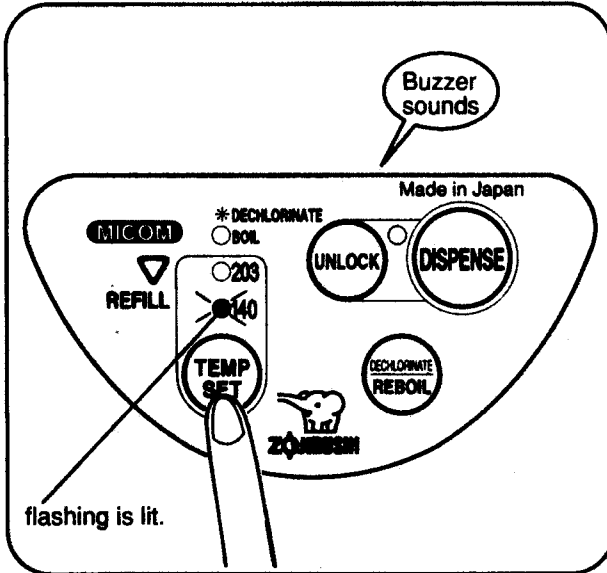 Buzzer
sounds
Made in Japan
MICOM
*DECHLORINATE
BOIL
UNLOCK
DISPENSE
203
REFILL
140
TEMP
SET
DECHLORINATE
REBOIL
ZOJIRUSHI
flashing is lit.